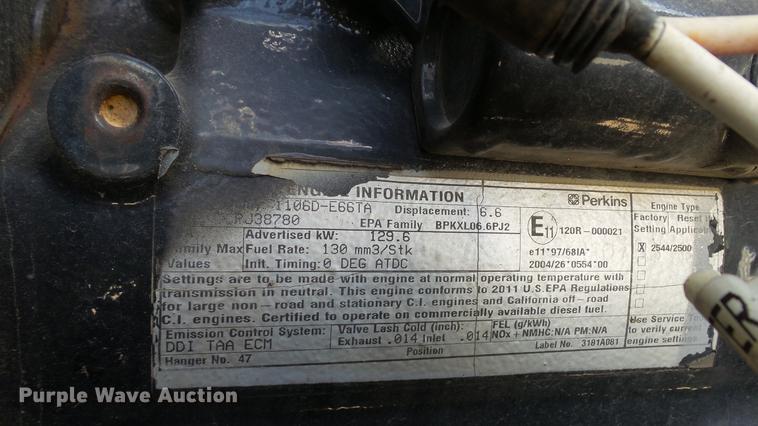 ENGINE INFORMATION
Perkins
1106D-E66TA Displacement: 6.6
PJ38780 EPA Family BPKXL06.6PJ2
Advertised kW: 129.6
Family Max Fuel Rate: 130 mm3/Stk
Values Init. Timing: 0 DEG ATDC
E11 120R-000021
e11*97/68IA*
2004/26*0554*00
Engine Type
Factory Reset
Setting
X 2544/2500
Settings are to be made with engine at normal operating temperature with
transmission in neutral. This engine conforms to 2011 U.S.EPA Regulations
for large non - road and stationary C.I. engines and California off - road
C.I. engines. Certified to operate on commercially available diesel fuel.
Emission Control System:
DDI TAA ECM
Valve Lash Cold (inch):
Exhaust .014 Inlet .014
FEL (g/kWh)
NOx + NMHC:N/A PM:N/A
Use Service
to verify current
engine settings
Hanger No. 47 Position Label No. 3181A081
ER
Purple Wave Auction